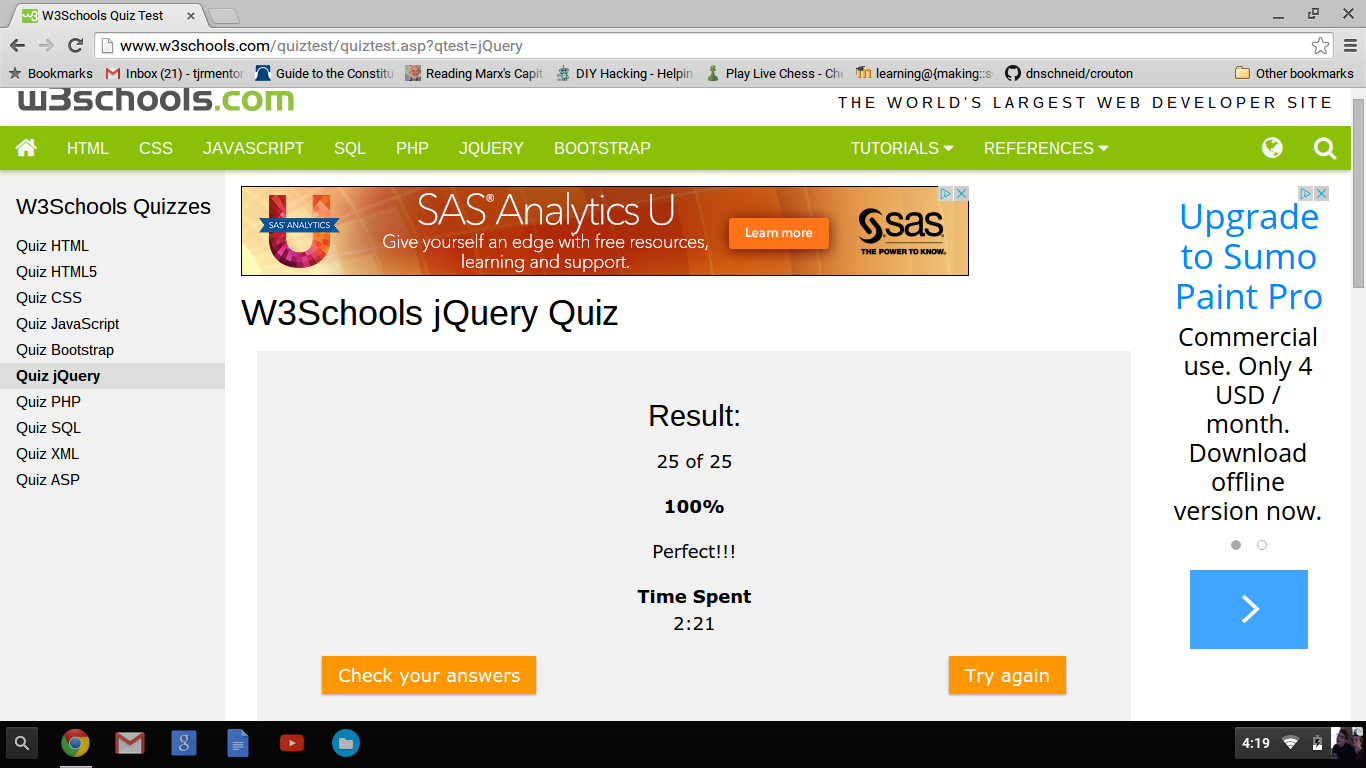 W3Schools Quiz Test
www.w3schools.com/quiztest/quiztest.asp?qtest=jQuery
Bookmarks Inbox (21) - tjrmentor Guide to the Constitu Reading Marx's Capit DIY Hacking - Helpin Play Live Chess - Che learning@{making::s dnschneid/crouton Other bookmarks
w3schools.com THE WORLD'S LARGEST WEB DEVELOPER SITE
HTML CSS JAVASCRIPT SQL PHP JQUERY BOOTSTRAP TUTORIALS REFERENCES
W3Schools Quizzes
Quiz HTML
Quiz HTML5
Quiz CSS
Quiz JavaScript
Quiz Bootstrap
Quiz jQuery
Quiz PHP
Quiz SQL
Quiz XML
Quiz ASP
SAS ANALYTICS
SAS® Analytics U
Give yourself an edge with free resources,
learning and support.
Learn more
sas
THE POWER TO KNOW.
W3Schools jQuery Quiz
Result:
25 of 25
100%
Perfect!!!
Time Spent
2:21
Check your answers Try again
Upgrade
to Sumo
Paint Pro
Commercial
use. Only 4
USD /
month.
Download
offline
version now.
4:19